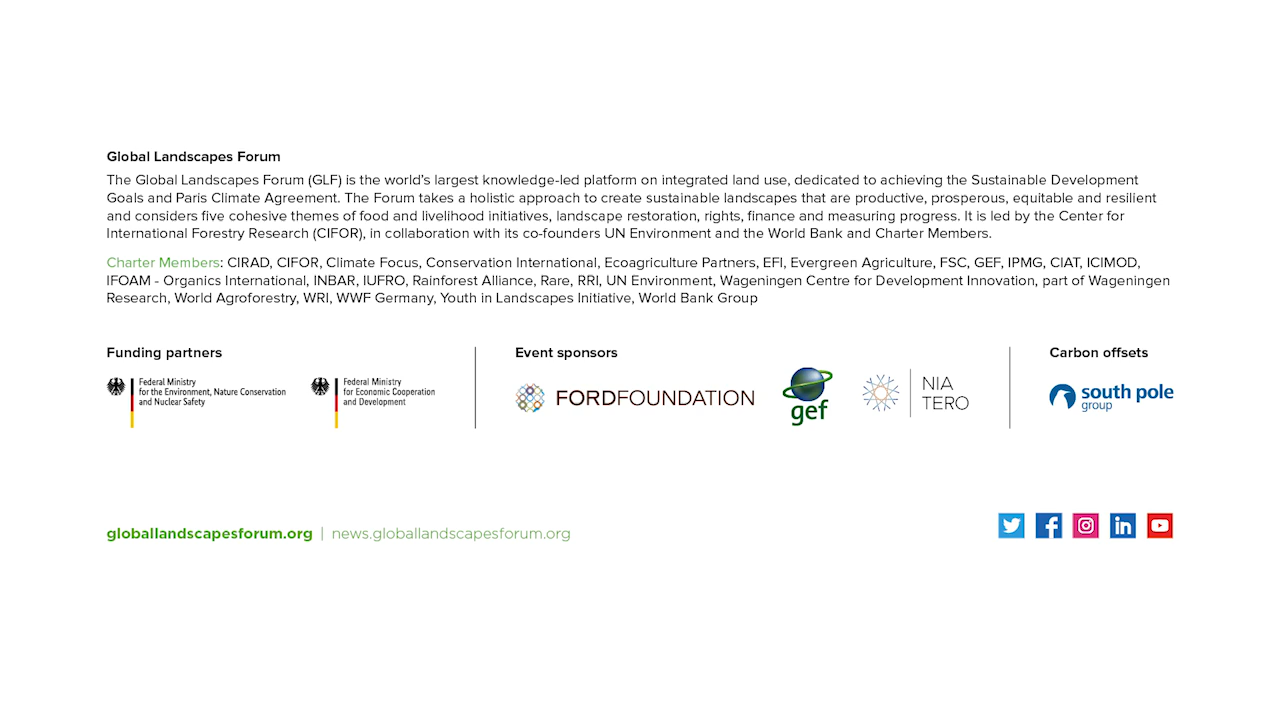 Global Landscapes Forum
The Global Landscapes Forum (GLF) is the world's largest knowledge-led platform on integrated land use, dedicated to achieving the Sustainable Development
Goals and Paris Climate Agreement. The Forum takes a holistic approach to create sustainable landscapes that are productive, prosperous, equitable and resilient
and considers five cohesive themes of food and livelihood initiatives, landscape restoration, rights, finance and measuring progress. It is led by the Center for
International Forestry Research (CIFOR), in collaboration with its co-founders UN Environment and the World Bank and Charter Members.
Charter Members: CIRAD, CIFOR, Climate Focus, Conservation International, Ecoagriculture Partners, EFI, Evergreen Agriculture, FSC, GEF, IPMG, CIAT, ICIMOD,
IFOAM - Organics International, INBAR, IUFRO, Rainforest Alliance, Rare, RRI, UN Environment, Wageningen Centre for Development Innovation, part of Wageningen
Research, World Agroforestry, WRI, WWF Germany, Youth in Landscapes Initiative, World Bank Group
Funding partners
Federal Ministry
for the Environment, Nature Conservation
and Nuclear Safety
Federal Ministry
for Economic Cooperation
and Development
Event sponsors
FORDFOUNDATION
gef
NIA
TERO
Carbon offsets
south pole
group
globallandscapesforum.org | news.globallandscapesforum.org